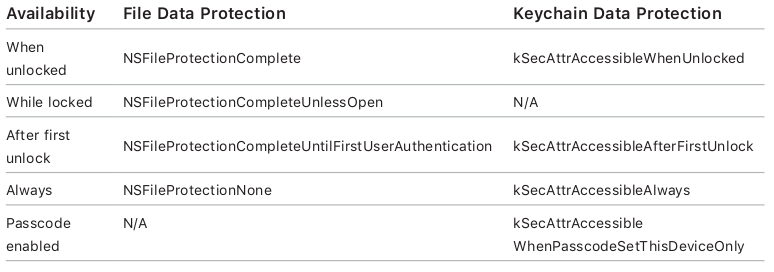 Availability File Data Protection Keychain Data Protection
When
unlocked NSFileProtectionComplete kSecAttrAccessibleWhenUnlocked
While locked NSFileProtectionCompleteUnlessOpen N/A
After first
unlock NSFileProtectionCompleteUntilFirstUserAuthentication kSecAttrAccessibleAfterFirstUnlock
Always NSFileProtectionNone kSecAttrAccessibleAlways
Passcode N/A kSecAttrAccessible
enabled WhenPasscodeSetThisDeviceOnly